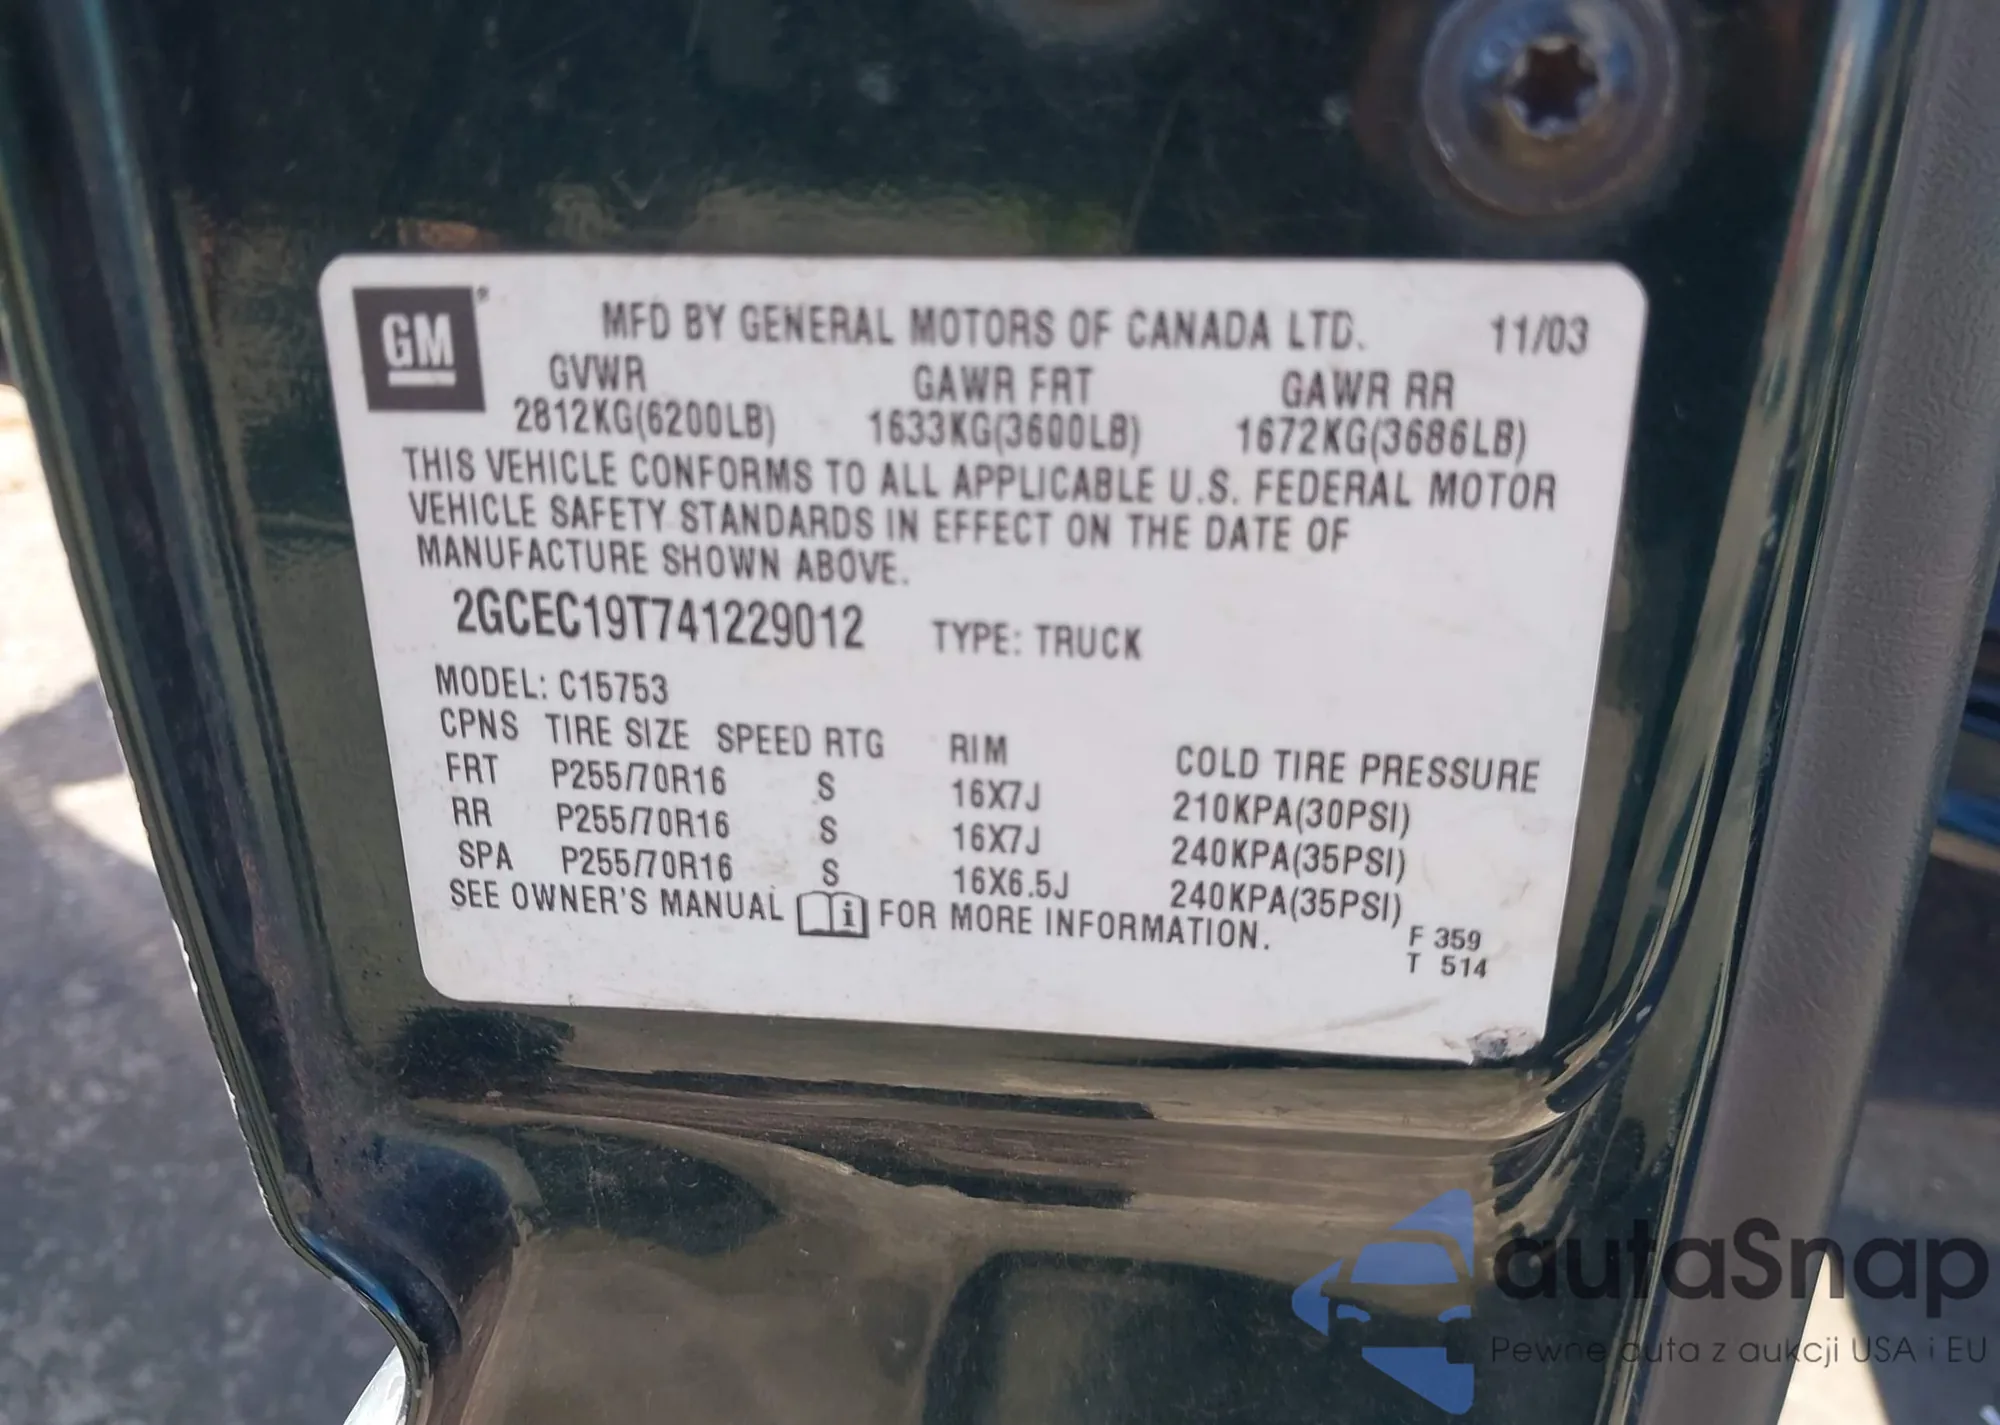 GM®
MFD BY GENERAL MOTORS OF CANADA LTD. 11/03
GVWR GAWR FRT GAWR RR
2812KG(6200LB) 1633KG(3600LB) 1672KG(3686LB)
THIS VEHICLE CONFORMS TO ALL APPLICABLE U.S. FEDERAL MOTOR
VEHICLE SAFETY STANDARDS IN EFFECT ON THE DATE OF
MANUFACTURE SHOWN ABOVE.
2GCEC19T741229012 TYPE: TRUCK
MODEL: C15753
CPNS TIRE SIZE SPEED RTG RIM COLD TIRE PRESSURE
FRT P255/70R16 S 16X7J 210KPA(30PSI)
RR P255/70R16 S 16X7J 240KPA(35PSI)
SPA P255/70R16 S 16X6.5J 240KPA(35PSI)
SEE OWNER'S MANUAL i FOR MORE INFORMATION.
F 359
T 514
autaSnap
Pewne auta z aukcji USA i EU